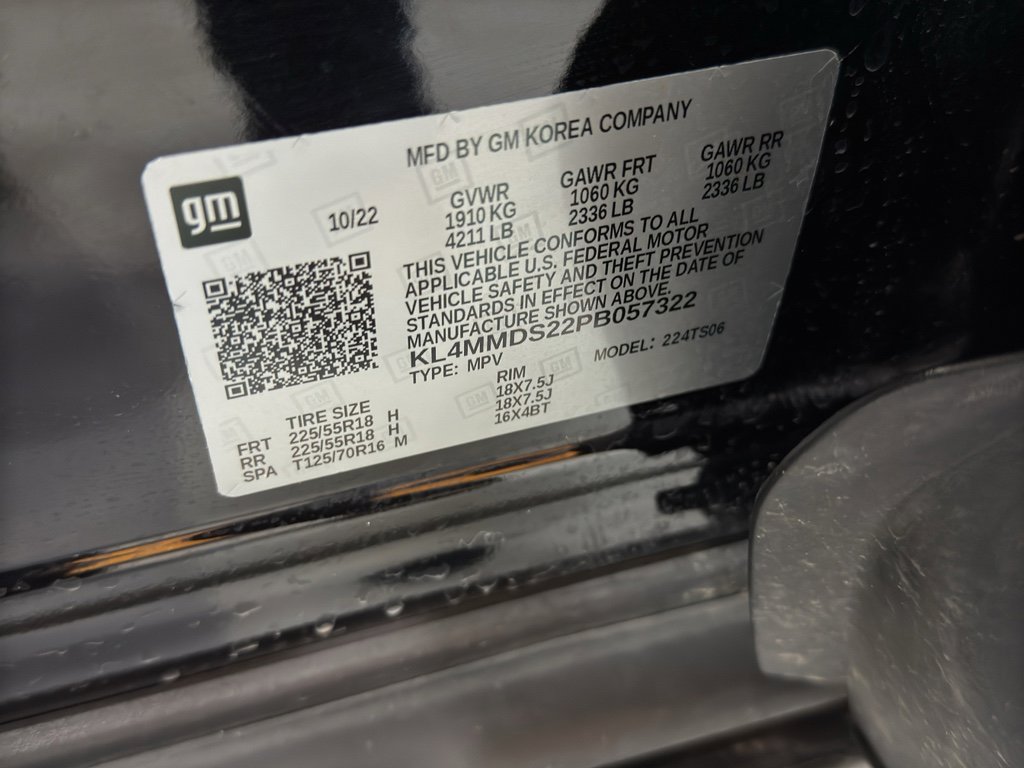 MFD BY GM KOREA COMPANY
gm
10/22
GVWR GAWR FRT GAWR RR
1910 KG 1060 KG 1060 KG
4211 LB 2336 LB 2336 LB
THIS VEHICLE CONFORMS TO ALL
APPLICABLE U.S. FEDERAL MOTOR
VEHICLE SAFETY AND THEFT PREVENTION
STANDARDS IN EFFECT ON THE DATE OF
MANUFACTURE SHOWN ABOVE.
KL4MMDS22PB057322
TYPE: MPV MODEL: 224TS06
TIRE SIZE RIM
FRT 225/55R18 H 18X7.5J
RR 225/55R18 H 18X7.5J
SPA T125/70R16 M 16X4BT